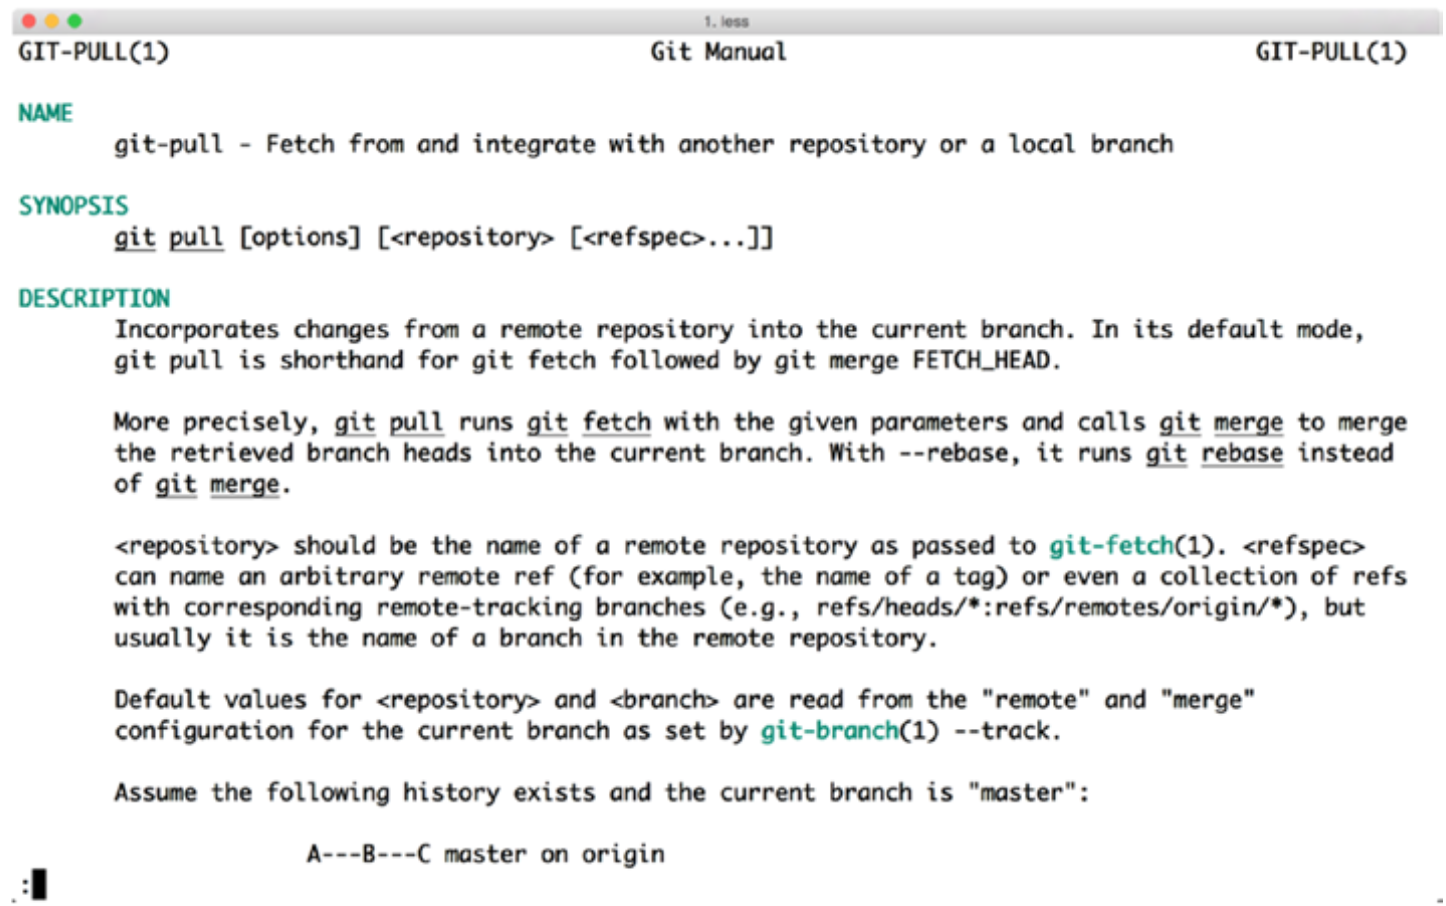 1. less
GIT-PULL(1) Git Manual GIT-PULL(1)
NAME
git-pull - Fetch from and integrate with another repository or a local branch
SYNOPSIS
git pull [options] [<repository> [<refspec>...]]
DESCRIPTION
Incorporates changes from a remote repository into the current branch. In its default mode,
git pull is shorthand for git fetch followed by git merge FETCH_HEAD.
More precisely, git pull runs git fetch with the given parameters and calls git merge to merge
the retrieved branch heads into the current branch. With --rebase, it runs git rebase instead
of git merge.
<repository> should be the name of a remote repository as passed to git-fetch(1). <refspec>
can name an arbitrary remote ref (for example, the name of a tag) or even a collection of refs
with corresponding remote-tracking branches (e.g., refs/heads/*:refs/remotes/origin/*), but
usually it is the name of a branch in the remote repository.
Default values for <repository> and <branch> are read from the "remote" and "merge"
configuration for the current branch as set by git-branch(1) --track.
Assume the following history exists and the current branch is "master":
A---B---C master on origin
: